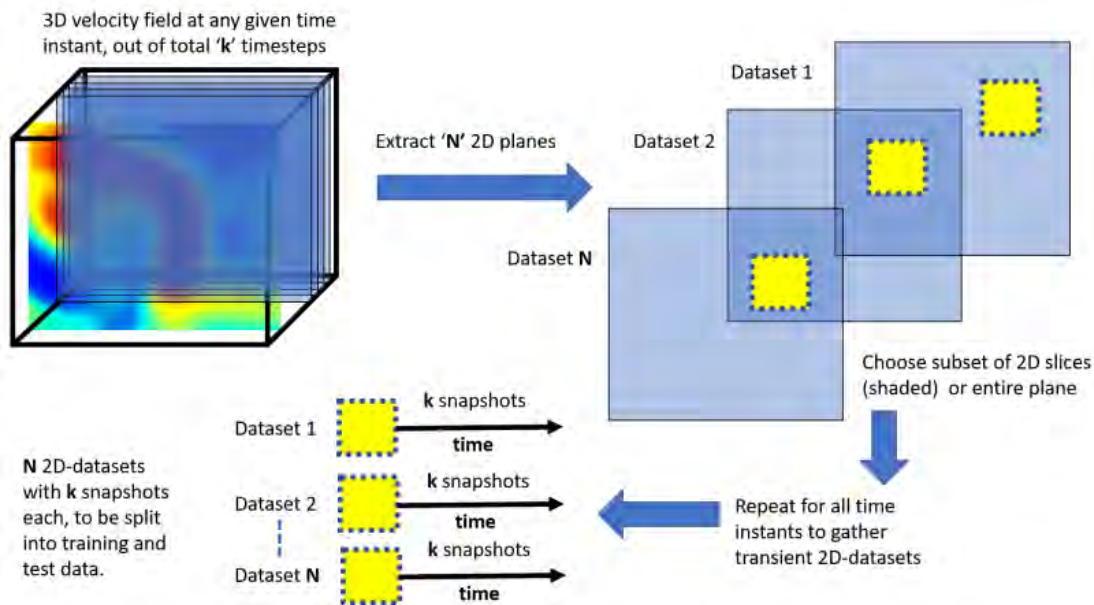 3D velocity field at any given time
instant, out of total ‘k’ timesteps
Extract ‘N’ 2D planes
Dataset 1
Dataset 2
Dataset N
Choose subset of 2D slices
(shaded) or entire plane
Repeat for all time
instants to gather
transient 2D-datasets
Dataset 1
k snapshots
time
Dataset 2
k snapshots
time
Dataset N
k snapshots
time
N 2D-datasets
with k snapshots
each, to be split
into training and
test data.